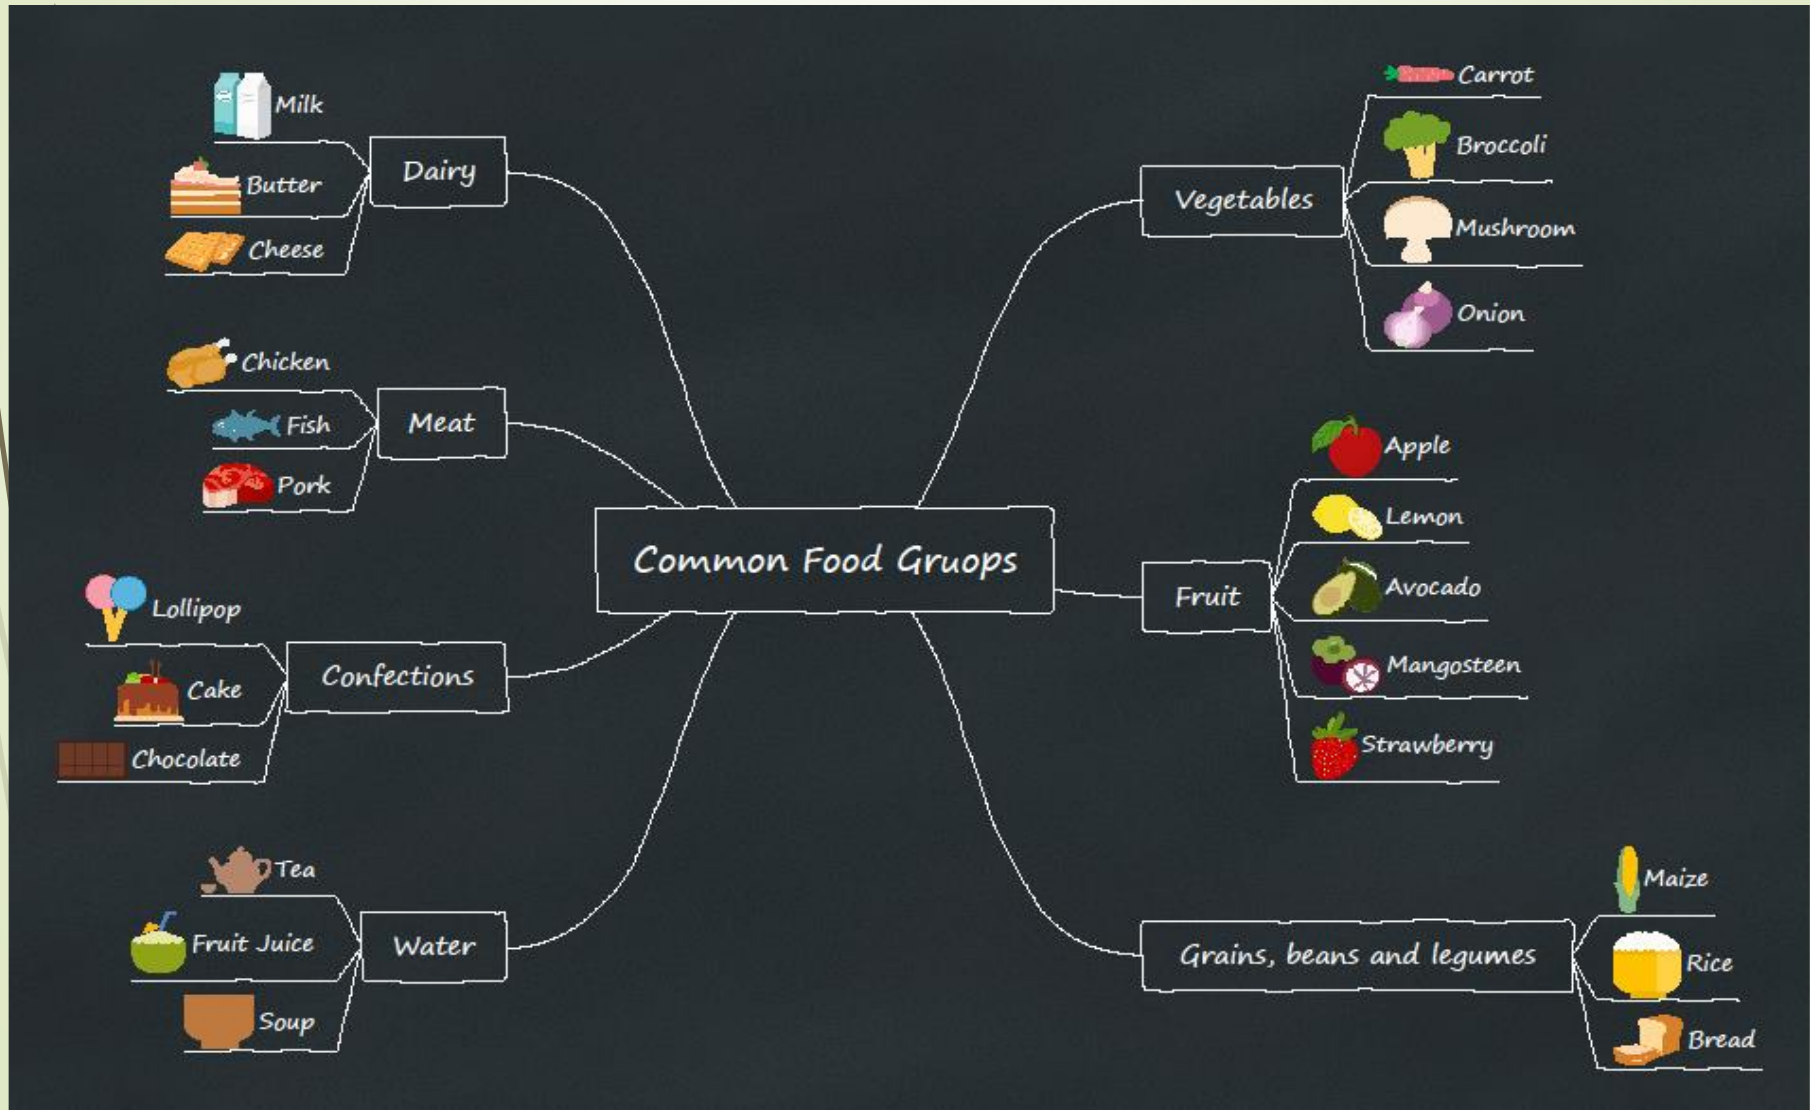 Common Food Gruops
Dairy
Milk
Butter
Cheese
Meat
Chicken
Fish
Pork
Confections
Lollipop
Cake
Chocolate
Water
Tea
Fruit Juice
Soup
Vegetables
Carrot
Broccoli
Mushroom
Onion
Fruit
Apple
Lemon
Avocado
Mangosteen
Strawberry
Grains, beans and legumes
Maize
Rice
Bread